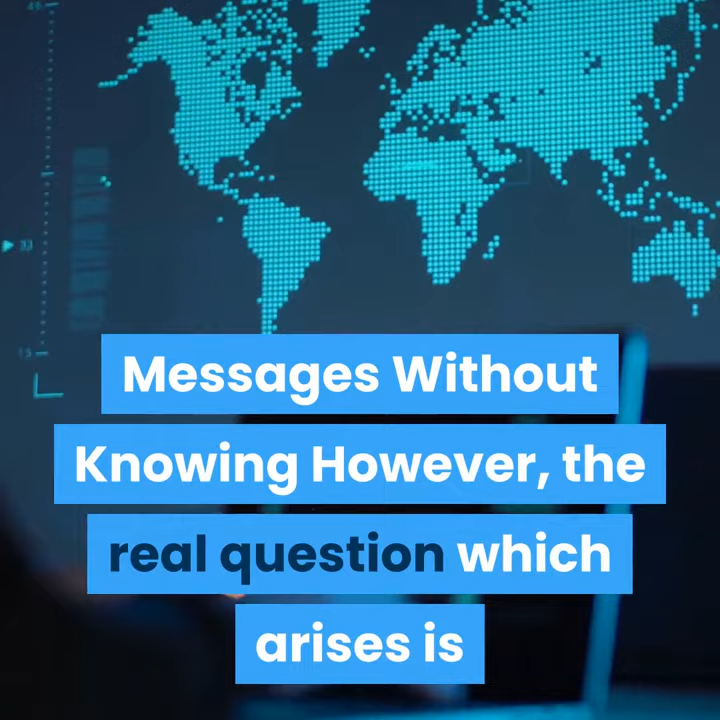 Messages Without
Knowing However, the
real question which
arises is